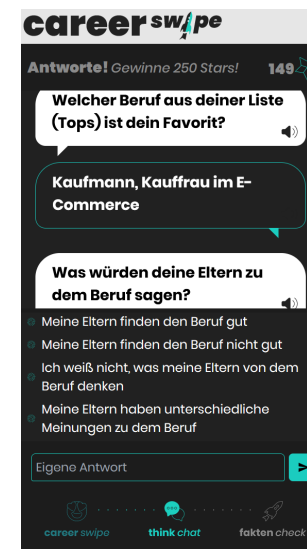 career swipe
Antworte! Gewinne 250 Stars! 149
Welcher Beruf aus deiner Liste
(Tops) ist dein Favorit?
Kaufmann, Kauffrau im E-
Commerce
Was würden deine Eltern zu
dem Beruf sagen?
Meine Eltern finden den Beruf gut
Meine Eltern finden den Beruf nicht gut
Ich weiß nicht, was meine Eltern von dem
Beruf denken
Meine Eltern haben unterschiedliche
Meinungen zu dem Beruf
Eigene Antwort
career swipe think chat fakten check